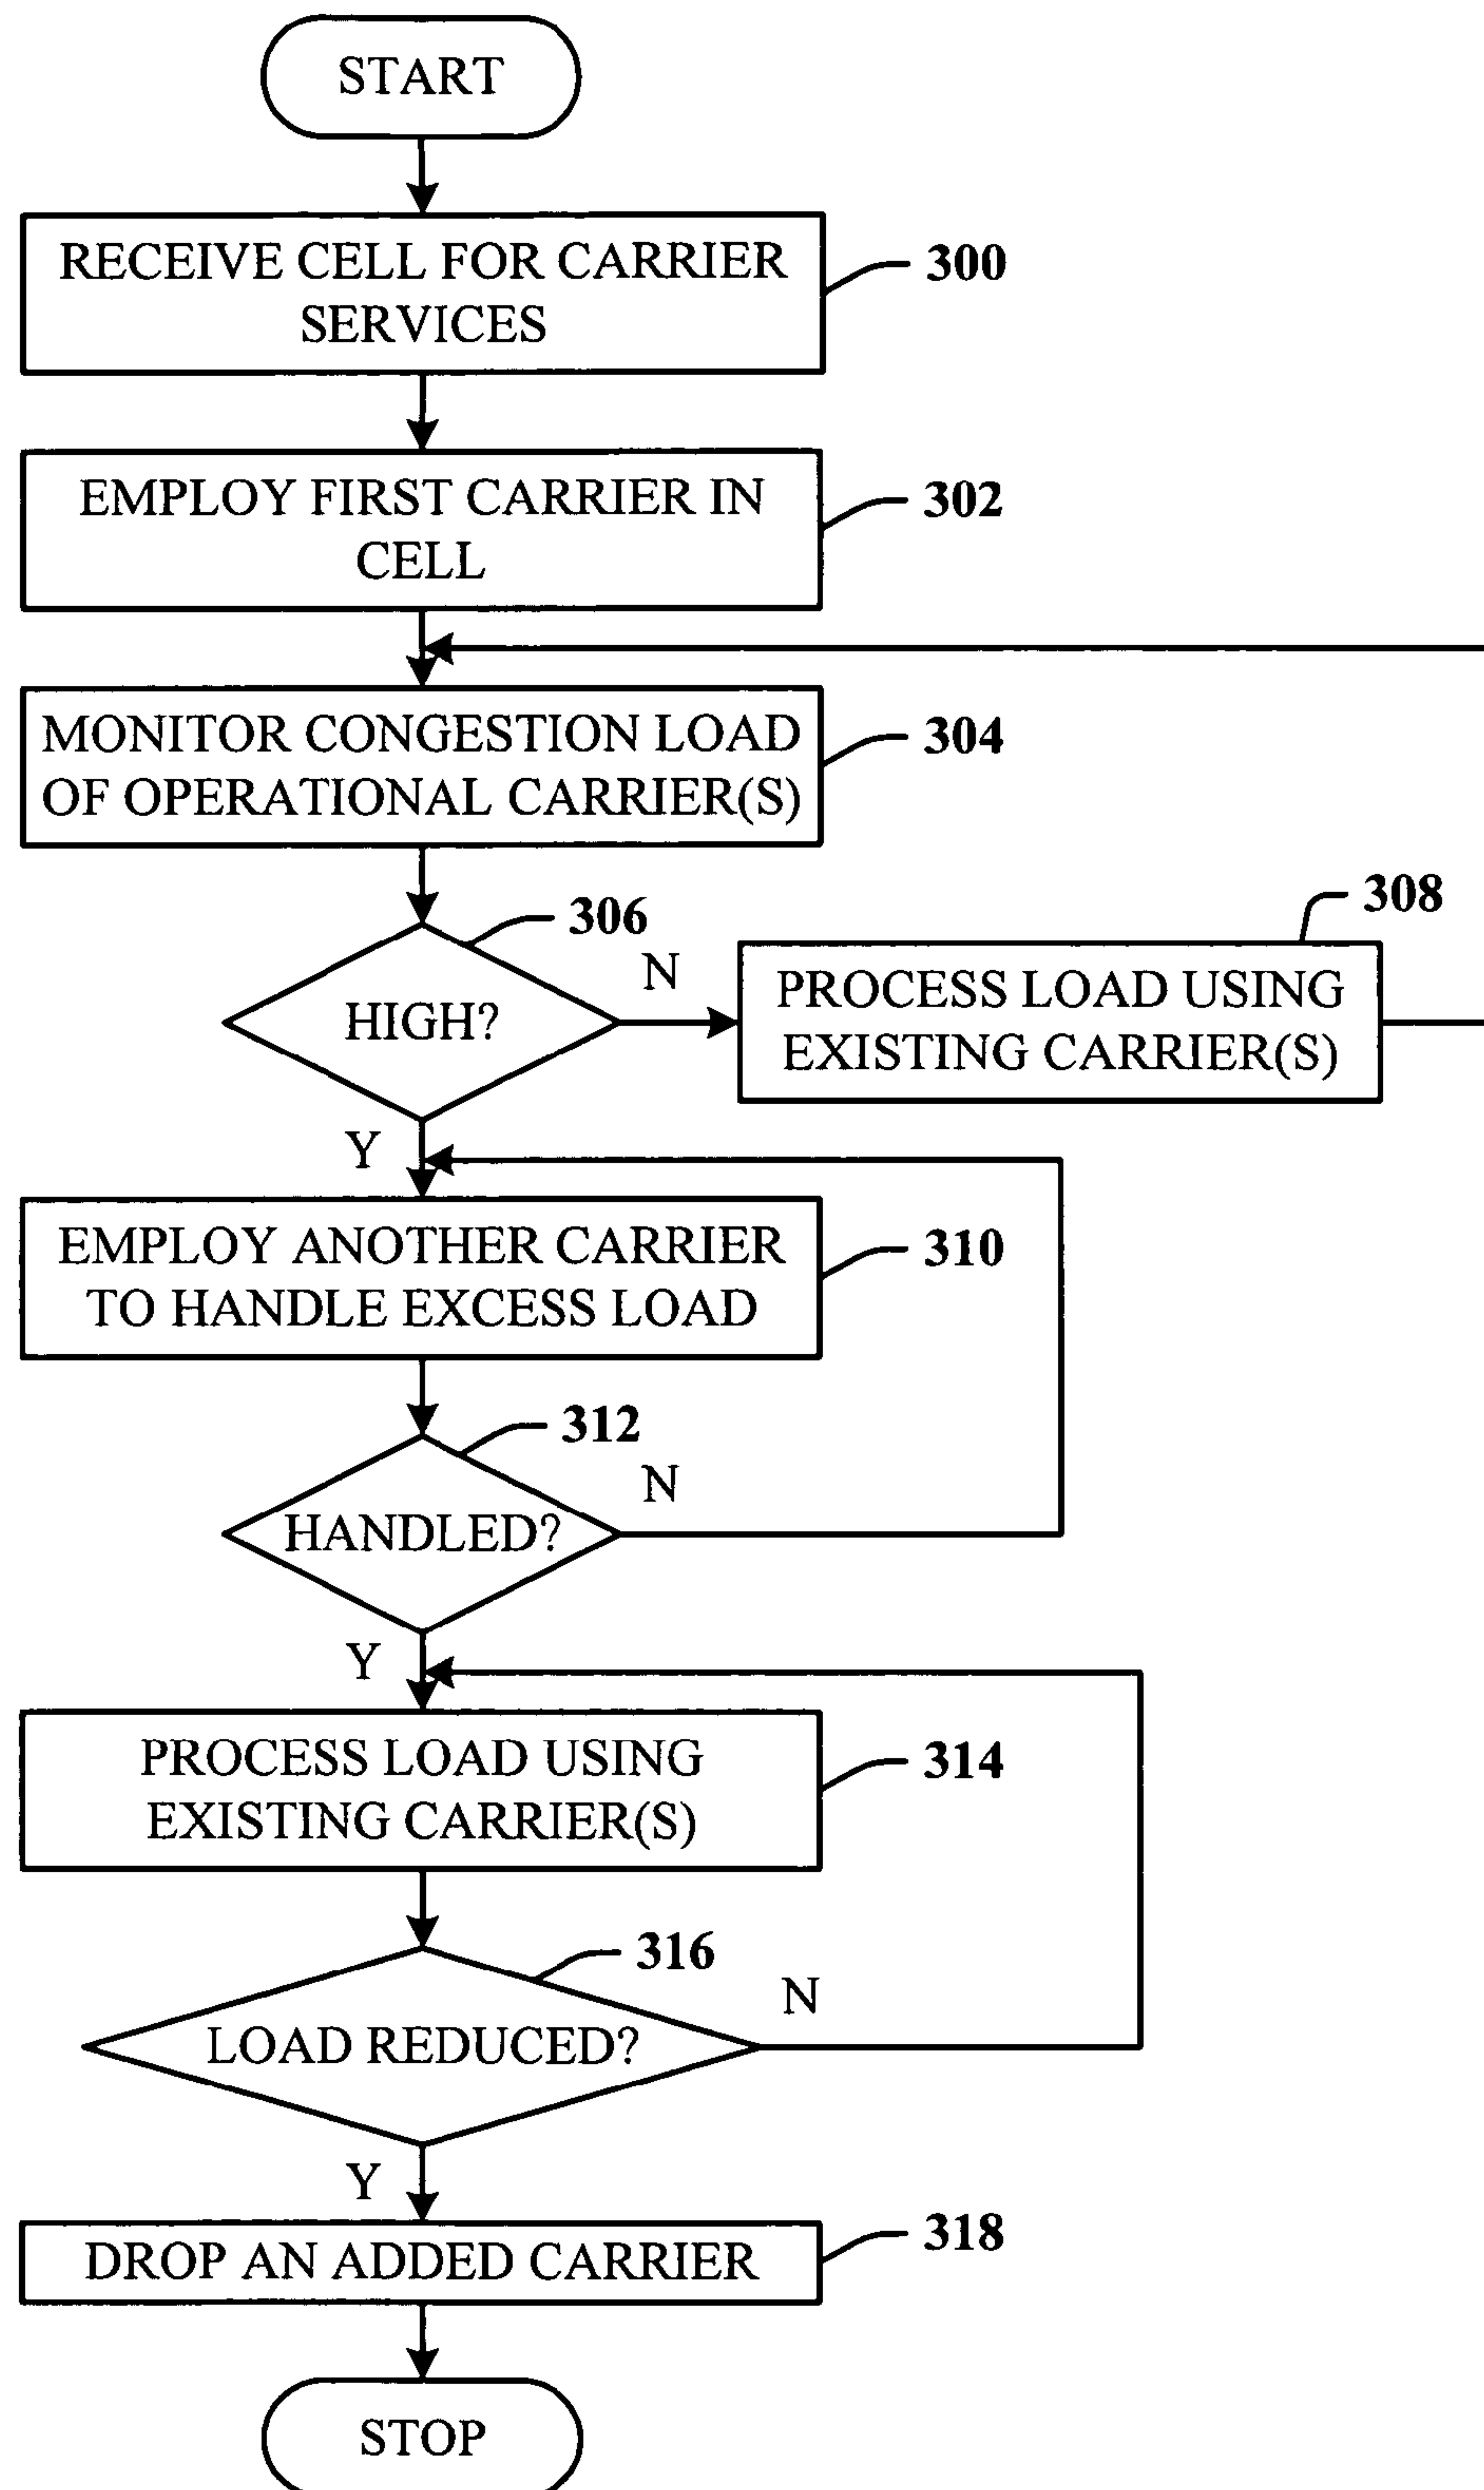 START
RECEIVE CELL FOR CARRIER
SERVICES
300
EMPLOY FIRST CARRIER IN
CELL
302
MONITOR CONGESTION LOAD
OF OPERATIONAL CARRIER(S)
304
306
HIGH?
N
308
PROCESS LOAD USING
EXISTING CARRIER(S)
Y
EMPLOY ANOTHER CARRIER
TO HANDLE EXCESS LOAD
310
312
HANDLED?
N
Y
PROCESS LOAD USING
EXISTING CARRIER(S)
314
316
LOAD REDUCED?
N
Y
DROP AN ADDED CARRIER
318
STOP